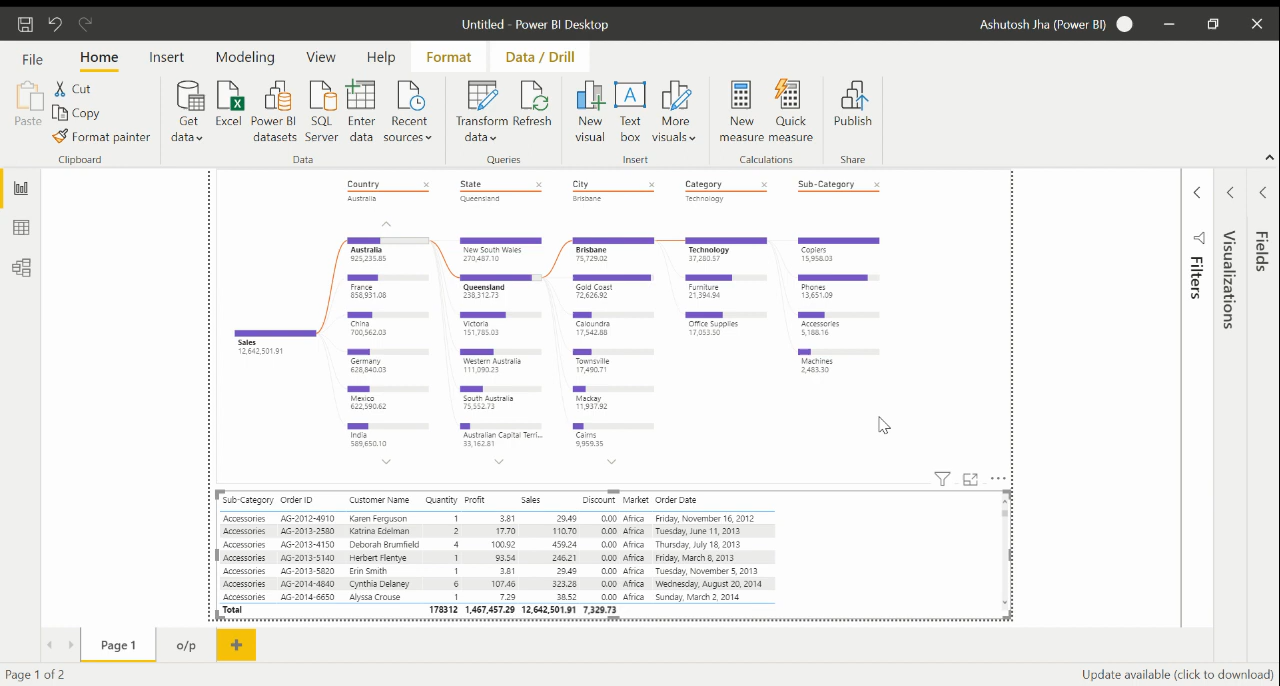 Untitled - Power BI Desktop
Ashutosh Jha (Power BI)
File Home Insert Modeling View Help Format Data / Drill
Paste
Cut
Copy
Format painter
Clipboard
Get data
Excel
Power BI datasets
SQL Server
Enter data
Recent sources
Data
Transform data
Refresh
Queries
New visual
Text box
More visuals
Insert
New measure
Quick measure
Calculations
Publish
Share
Country
Australia
State
Queensland
City
Brisbane
Category
Technology
Sub-Category
Sales
12,642,501.91
Australia
925,235.85
France
858,931.08
China
700,562.03
Germany
628,840.03
Mexico
622,590.62
India
589,650.10
New South Wales
270,487.10
Queensland
238,312.73
Victoria
151,785.03
Western Australia
111,090.23
South Australia
75,552.73
Australian Capital Terri...
33,162.81
Brisbane
75,729.02
Gold Coast
72,626.92
Caloundra
17,542.88
Townsville
17,490.71
Mackay
11,937.92
Cairns
9,959.35
Technology
37,280.57
Furniture
21,394.94
Office Supplies
17,053.50
Copiers
15,958.03
Phones
13,651.09
Accessories
5,188.16
Machines
2,483.30
Sub-Category Order ID Customer Name Quantity Profit Sales Discount Market Order Date
Accessories AG-2012-4910 Karen Ferguson 1 3.81 29.49 0.00 Africa Friday, November 16, 2012
Accessories AG-2013-2580 Katrina Edelman 2 17.70 110.70 0.00 Africa Tuesday, June 11, 2013
Accessories AG-2013-4150 Deborah Brumfield 4 100.92 459.24 0.00 Africa Thursday, July 18, 2013
Accessories AG-2013-5140 Herbert Flentye 1 93.54 246.21 0.00 Africa Friday, March 8, 2013
Accessories AG-2013-5820 Erin Smith 1 3.81 29.49 0.00 Africa Tuesday, November 5, 2013
Accessories AG-2014-4840 Cynthia Delaney 6 107.46 323.28 0.00 Africa Wednesday, August 20, 2014
Accessories AG-2014-6650 Alyssa Crouse 1 7.29 38.52 0.00 Africa Sunday, March 2, 2014
Total 178312 1,467,457.29 12,642,501.91 7,329.73
Filters
Visualizations
Fields
Page 1
o/p
Page 1 of 2
Update available (click to download)